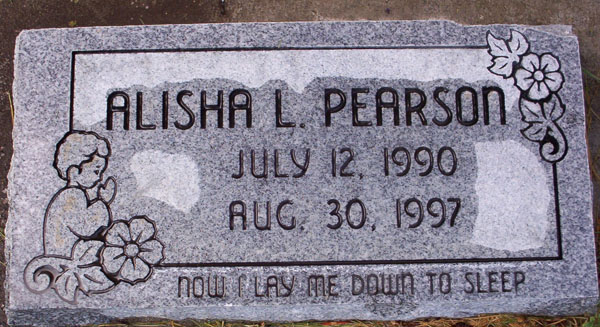 ALISHA L. PEARSON
JULY 12, 1990
AUG. 30, 1997
NOW I LAY ME DOWN TO SLEEP